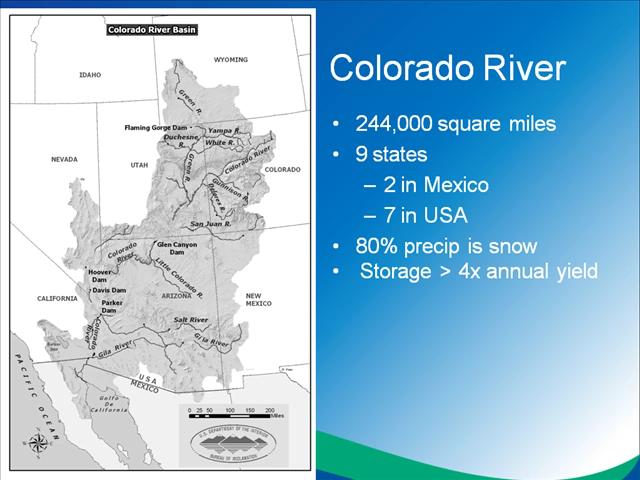 Colorado River Basin
WYOMING
IDAHO
Green R.
Flaming Gorge Dam
Yampa R.
Duchesne
R.
White R.
NEVADA
UTAH
Green R.
Colorado River
COLORADO
Gunnison R.
Dolores R.
San Juan R.
Colorado
River
Glen Canyon
Dam
Hoover
Dam
Little Colorado R.
Davis Dam
CALIFORNIA
Parker
Dam
ARIZONA
NEW
MEXICO
Colorado
River
Salt River
Gila River
Gila River
USA
MEXICO
PACIFIC OCEAN
Golfo
De
California
0 25 50 100 150 200
Miles
U.S. DEPARTMENT OF THE INTERIOR
BUREAU OF RECLAMATION
Colorado River
• 244,000 square miles
• 9 states
– 2 in Mexico
– 7 in USA
• 80% precip is snow
• Storage > 4x annual yield